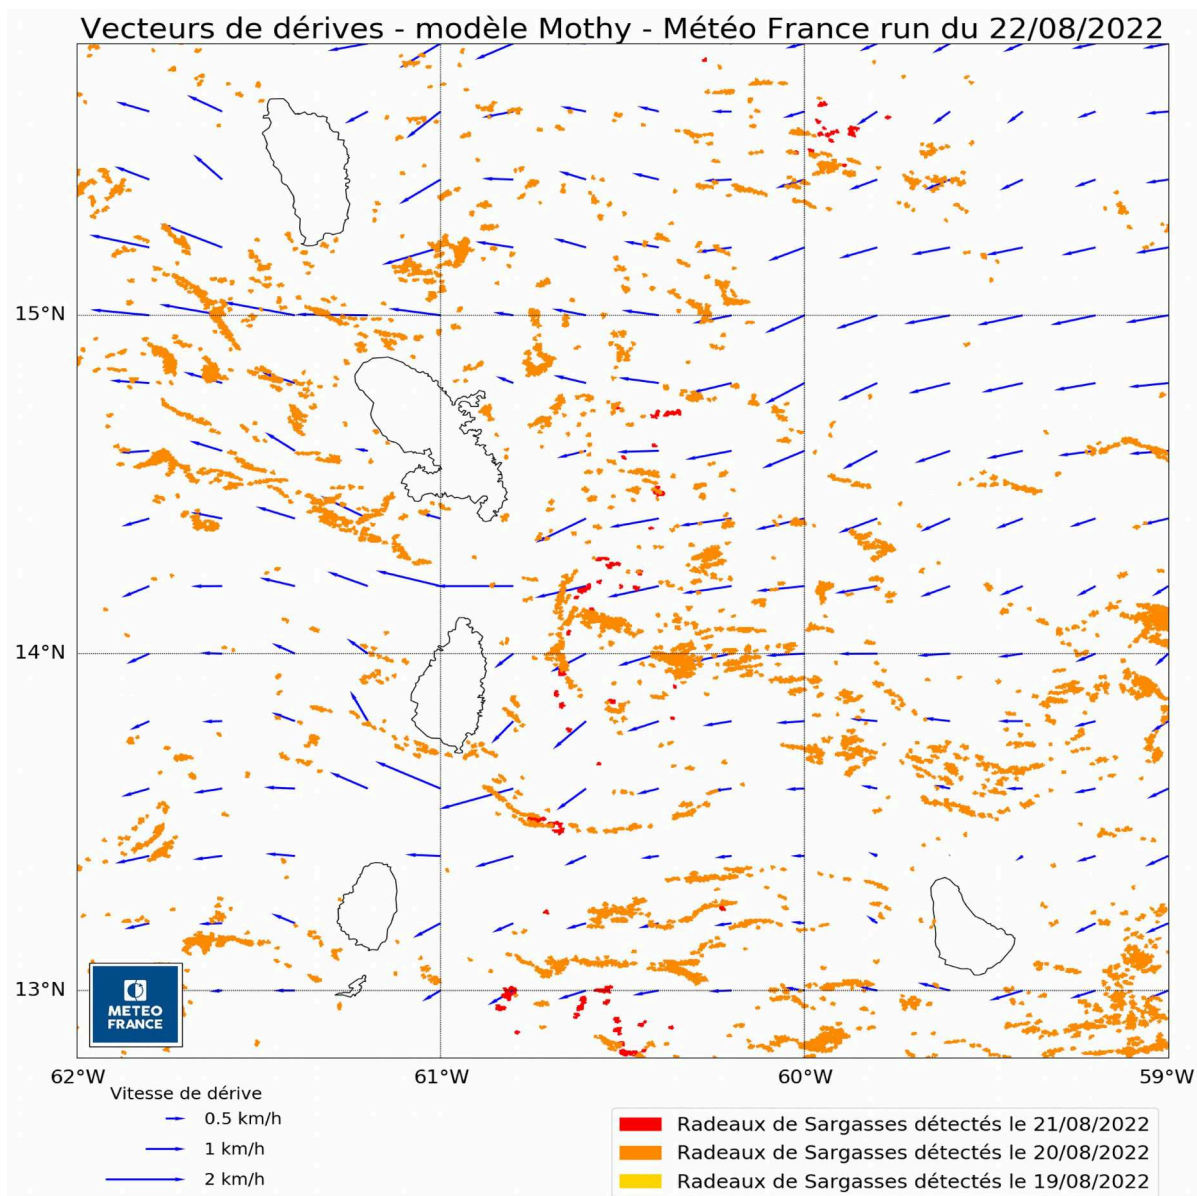 Vecteurs de dérives - modèle Mothy - Météo France run du 22/08/2022
15°N
14°N
13°N
METEO
FRANCE
62°W
61°W
60°W
59°W
Vitesse de dérive
0.5 km/h
1 km/h
2 km/h
Radeaux de Sargasses détectés le 21/08/2022
Radeaux de Sargasses détectés le 20/08/2022
Radeaux de Sargasses détectés le 19/08/2022